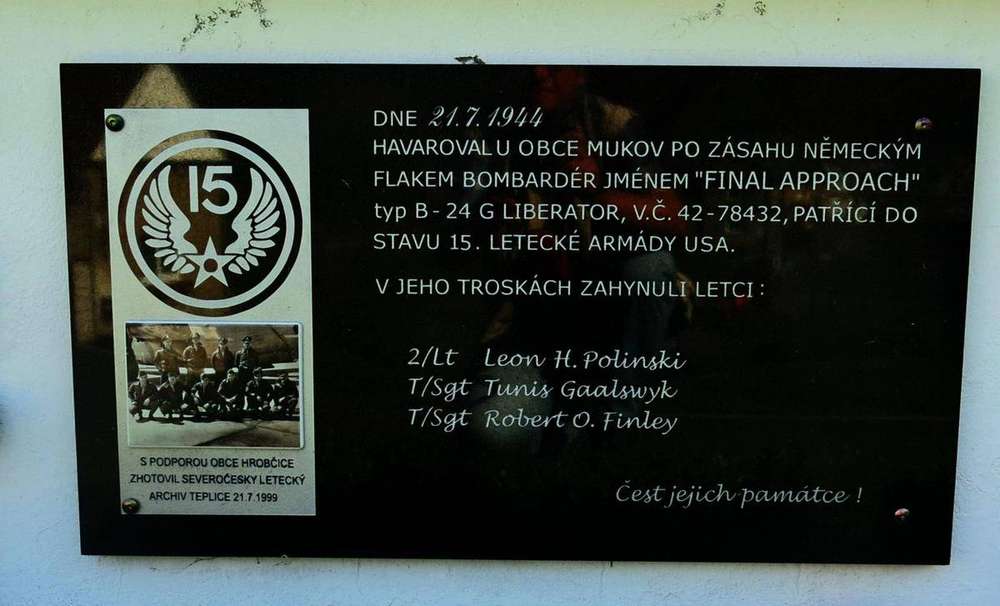 15
S PODPOROU OBCE HROBČICE
ZHOTOVIL SEVEROČESKY LETECKÝ
ARCHIV TEPLICE 21.7.1999
DNE 21.7.1944
HAVAROVAL U OBCE MUKOV PO ZÁSAHU NĚMECKÝM
FLAKEM BOMBARDÉR JMÉNEM "FINAL APPROACH"
typ B-24 G LIBERATOR, V.Č. 42-78432, PATŘÍCÍ DO
STAVU 15. LETECKÉ ARMÁDY USA.
V JEHO TROSKÁCH ZAHYNULI LETCI:
2/Lt Leon H. Polinski
T/Sgt Tunis Gaalswyk
T/Sgt Robert O. Finley
Čest jejich památce !